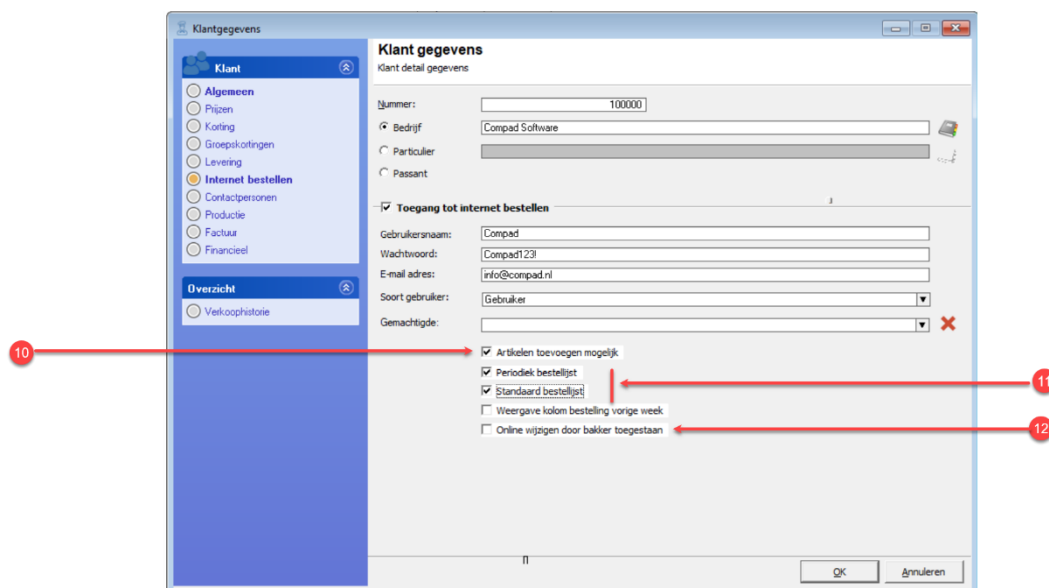 Klantgegevens
Klant
Algemeen
Prijzen
Korting
Groepskortingen
Levering
Internet bestellen
Contactpersonen
Productie
Factuur
Financieel
Overzicht
Verkoophistorie
Klant gegevens
Klant detail gegevens
Nummer: 100000
Bedrijf Compad Software
Particulier
Passant
Toegang tot internet bestellen
Gebruikersnaam: Compad
Wachtwoord: Compad123!
E-mail adres: info@compad.nl
Soort gebruiker: Gebruiker
Gemachtigde:
10 Artikelen toevoegen mogelijk
Periodiek bestellijst
11
Standaard bestellijst
Weergave kolom bestelling vorige week
Online wijzigen door bakker toegestaan 12
OK Annuleren